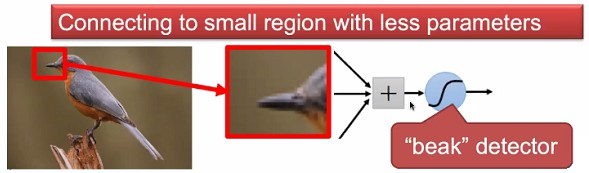 Connecting to small region with less parameters
+
“beak” detector